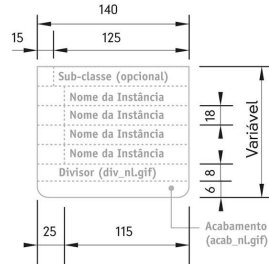 140
15
125
Sub-classe (opcional)
Nome da Instância
Nome da Instância
Nome da Instância
Nome da Instância
Divisor (div_nl.gif)
18
8
6
Variável
Acabamento
(acab_nl.gif)
25
115